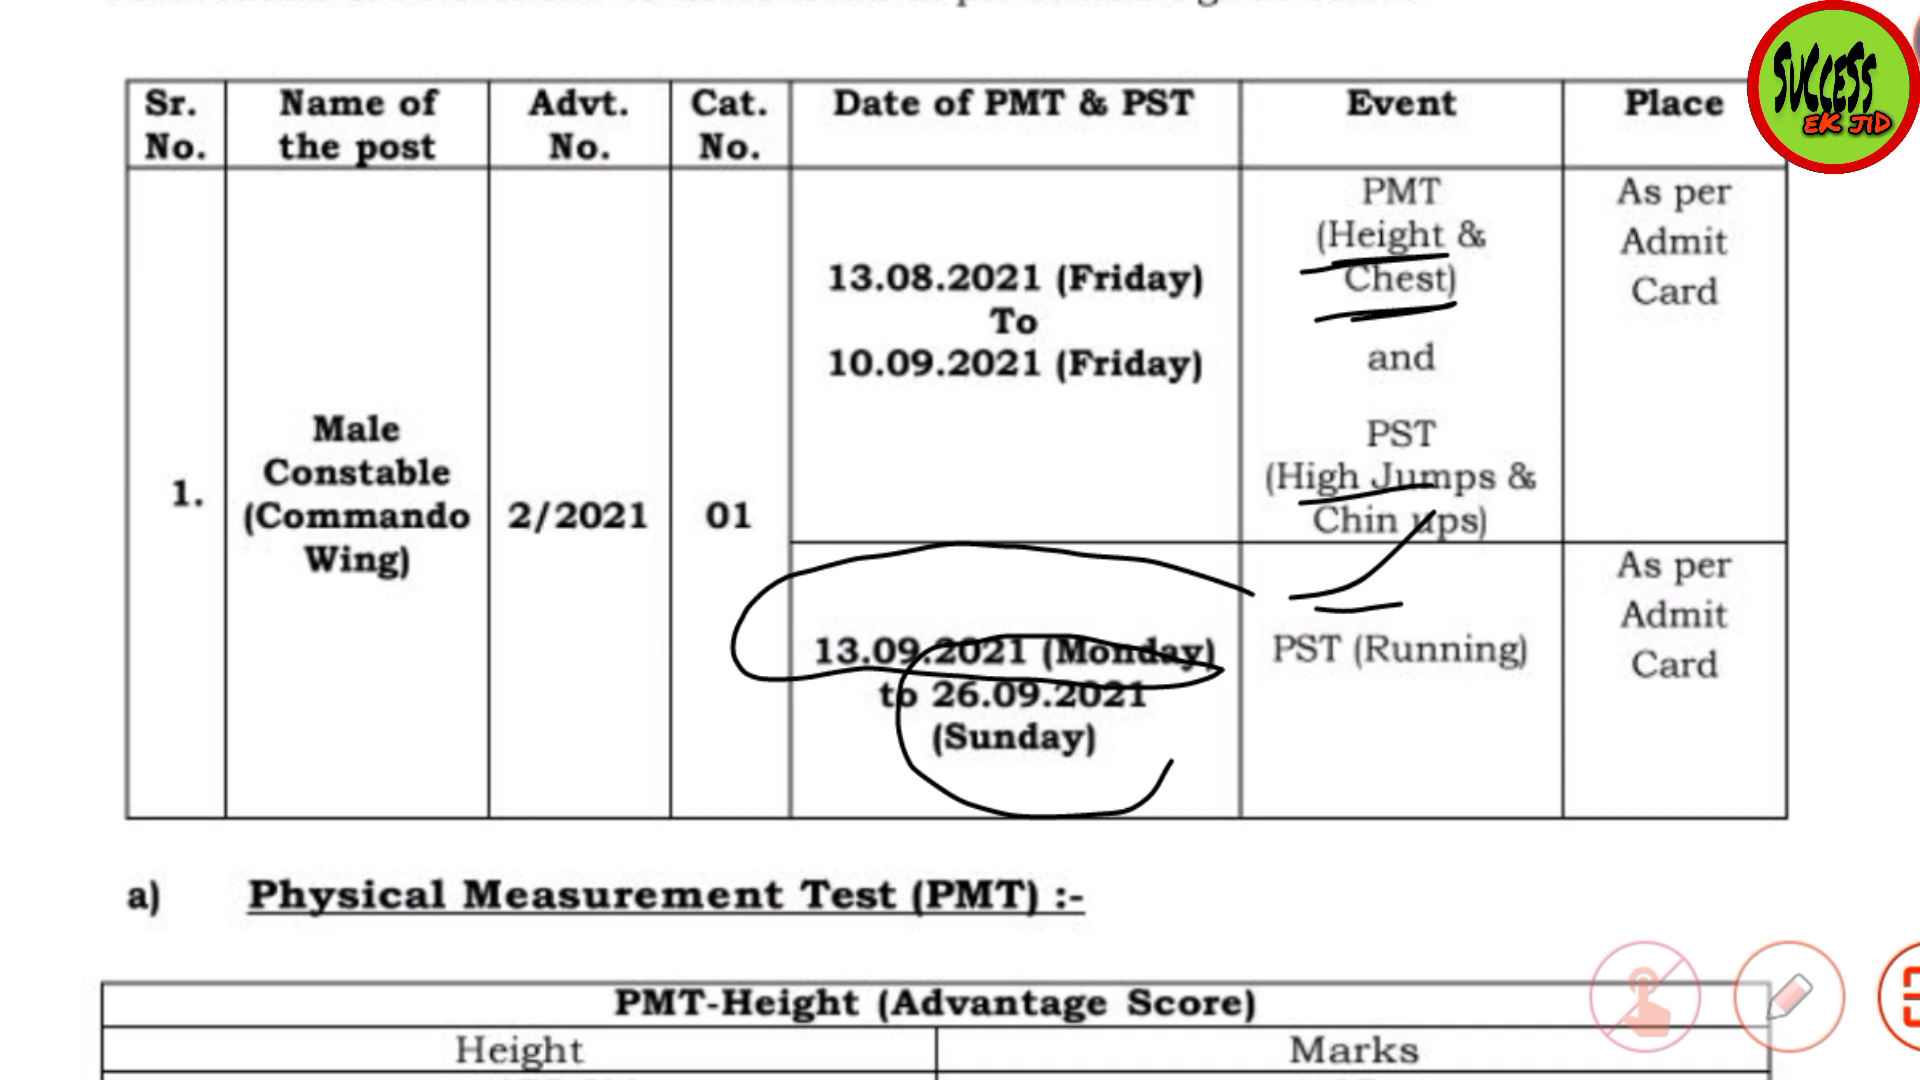 SUCCESS
EK JID
Sr. No.
Name of the post
Advt. No.
Cat. No.
Date of PMT & PST
Event
Place
1.
Male
Constable
(Commando
Wing)
2/2021
01
13.08.2021 (Friday)
To
10.09.2021 (Friday)
PMT
(Height &
Chest)
and
PST
(High Jumps &
Chin ups)
As per
Admit
Card
13.09.2021 (Monday)
to 26.09.2021
(Sunday)
PST (Running)
As per
Admit
Card
a) Physical Measurement Test (PMT) :-
PMT-Height (Advantage Score)
Height
Marks